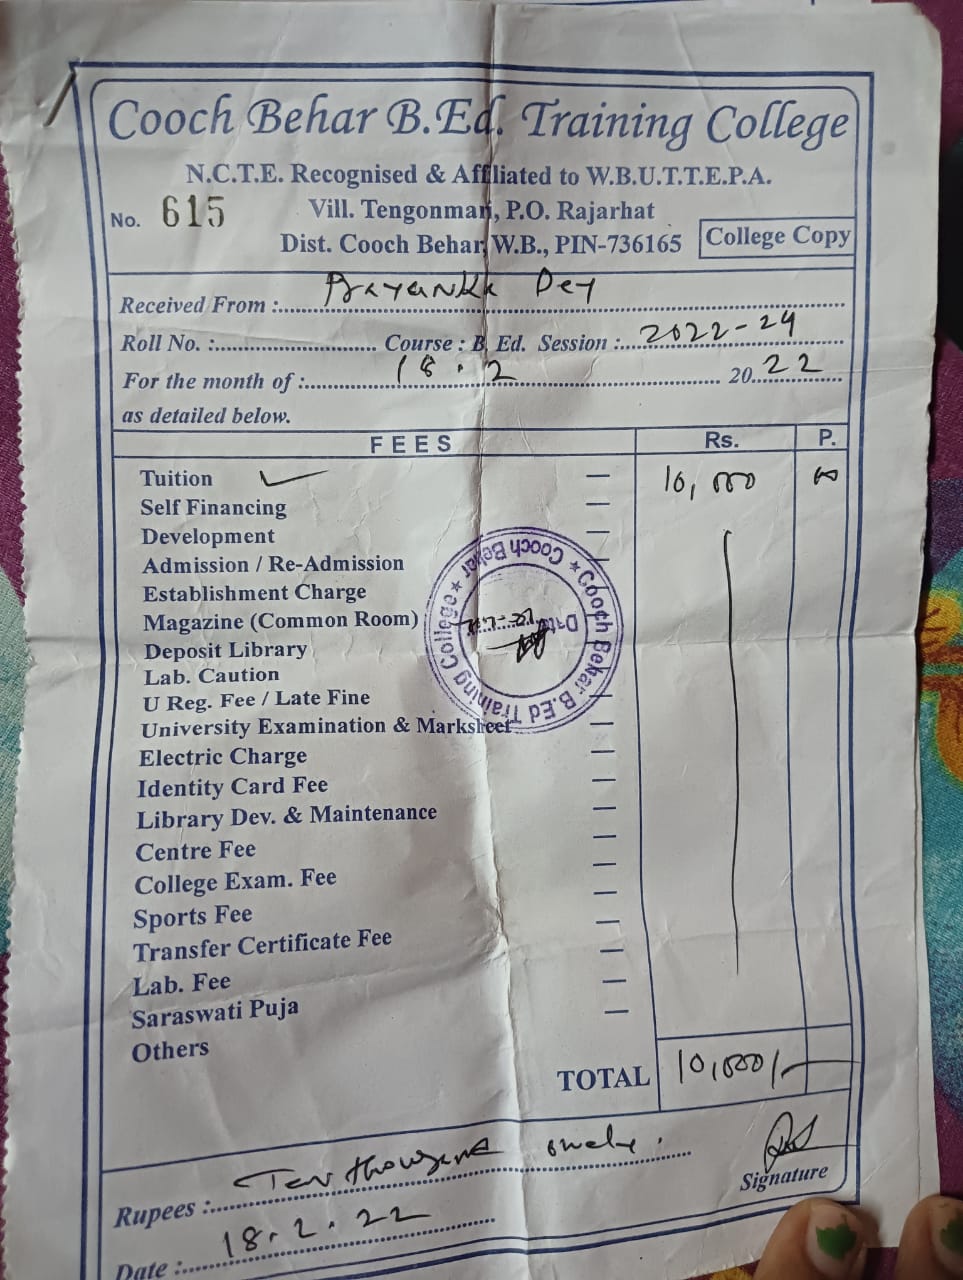 Cooch Behar B.Ed. Training College
N.C.T.E. Recognised & Affiliated to W.B.U.T.T.E.P.A.
No. 615 Vill. Tengonmari, P.O. Rajarhat
Dist. Cooch Behar, W.B., PIN-736165 College Copy
Received From :.......... Prayankk Dey
Roll No. :.......... Course : B. Ed. Session :.... 2022-24
For the month of :.......... 18.2 .......... 20..22
as detailed below.
FEES Rs. P.
Tuition ✓ — 10,000 00
Self Financing —
Development —
Admission / Re-Admission
Establishment Charge
Magazine (Common Room)
Deposit Library
Lab. Caution
U Reg. Fee / Late Fine —
University Examination & Marksheet —
Electric Charge —
Identity Card Fee —
Library Dev. & Maintenance —
Centre Fee —
College Exam. Fee —
Sports Fee —
Transfer Certificate Fee —
Lab. Fee —
Saraswati Puja —
Others
TOTAL 10,000/-
Cooch Behar B.Ed Training College ★ Cooch Behar ★
Date
Rupees :.......... Ten thousand only.
Signature
Date :.......... 18.2.22